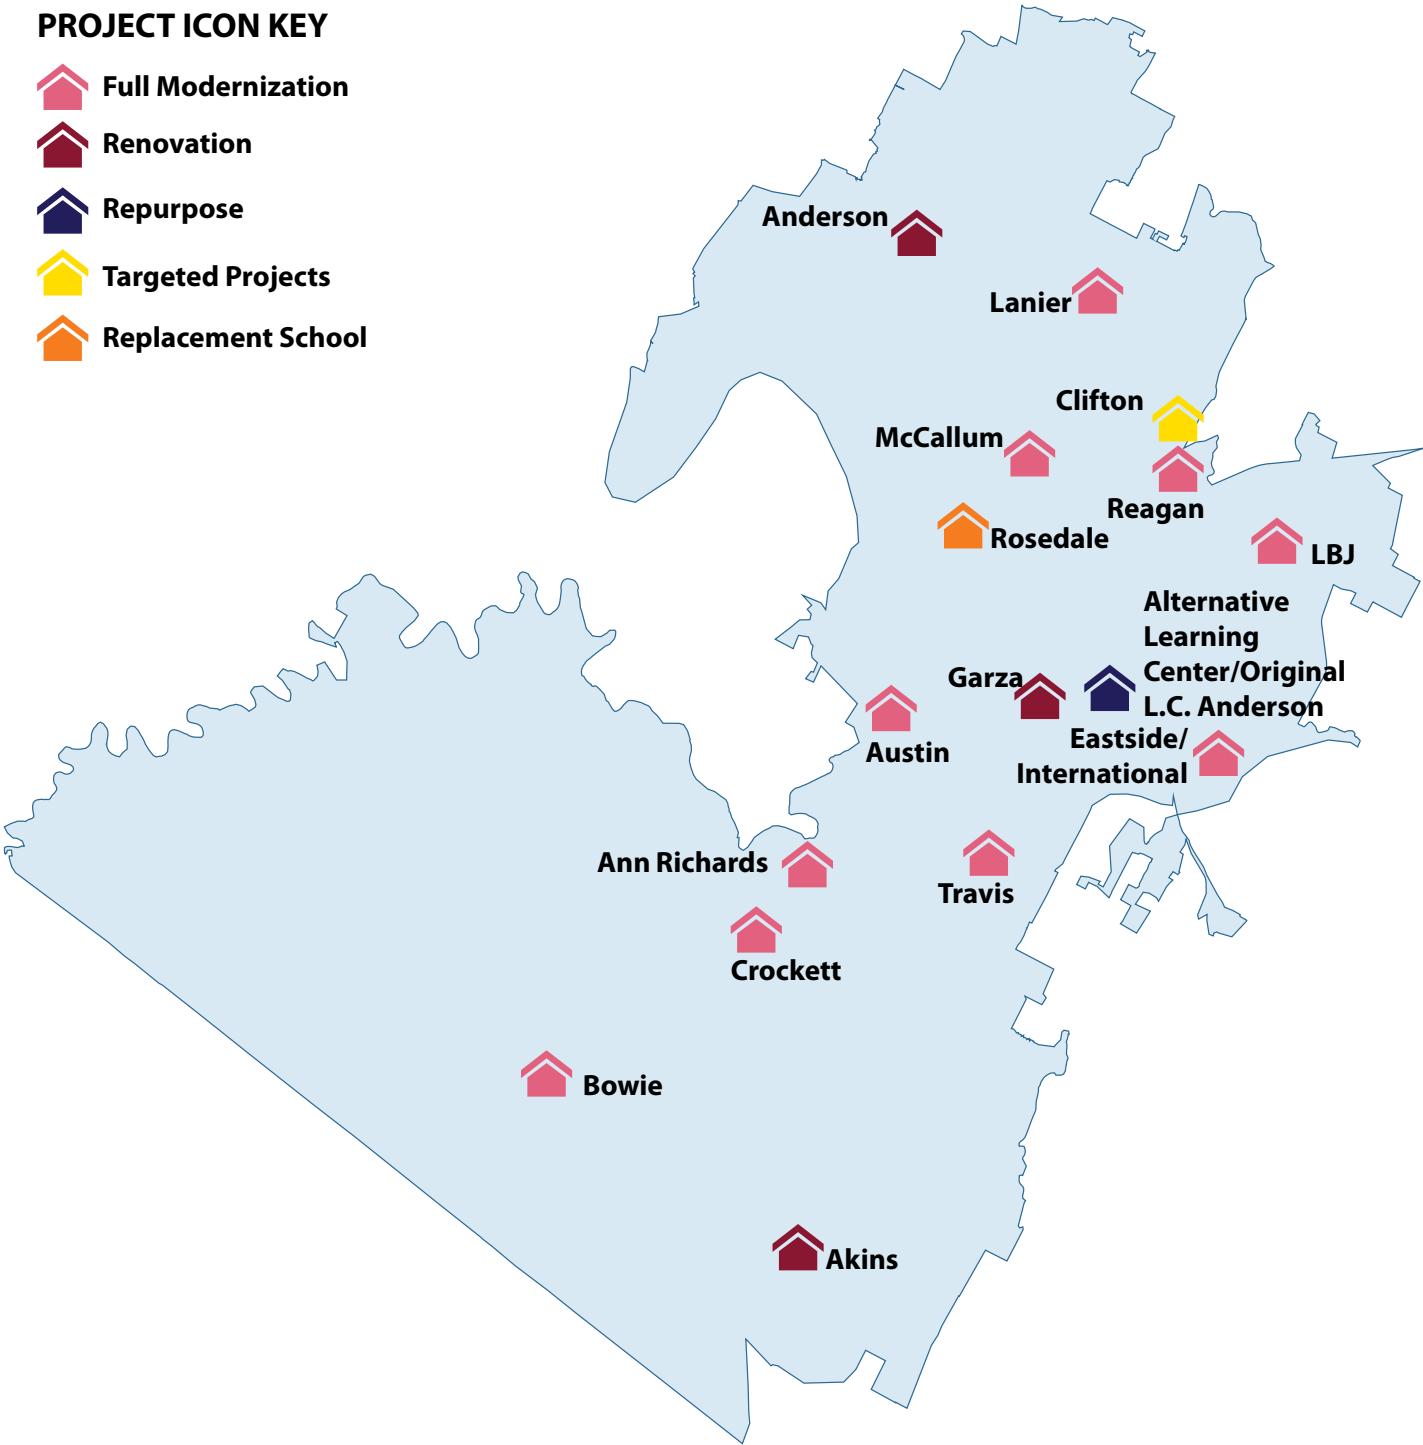 PROJECT ICON KEY
Full Modernization
Renovation
Repurpose
Targeted Projects
Replacement School
Anderson
Lanier
Clifton
McCallum
Reagan
Rosedale
LBJ
Alternative
Learning
Center/Original
L.C. Anderson
Garza
Eastside/
International
Austin
Ann Richards
Travis
Crockett
Bowie
Akins